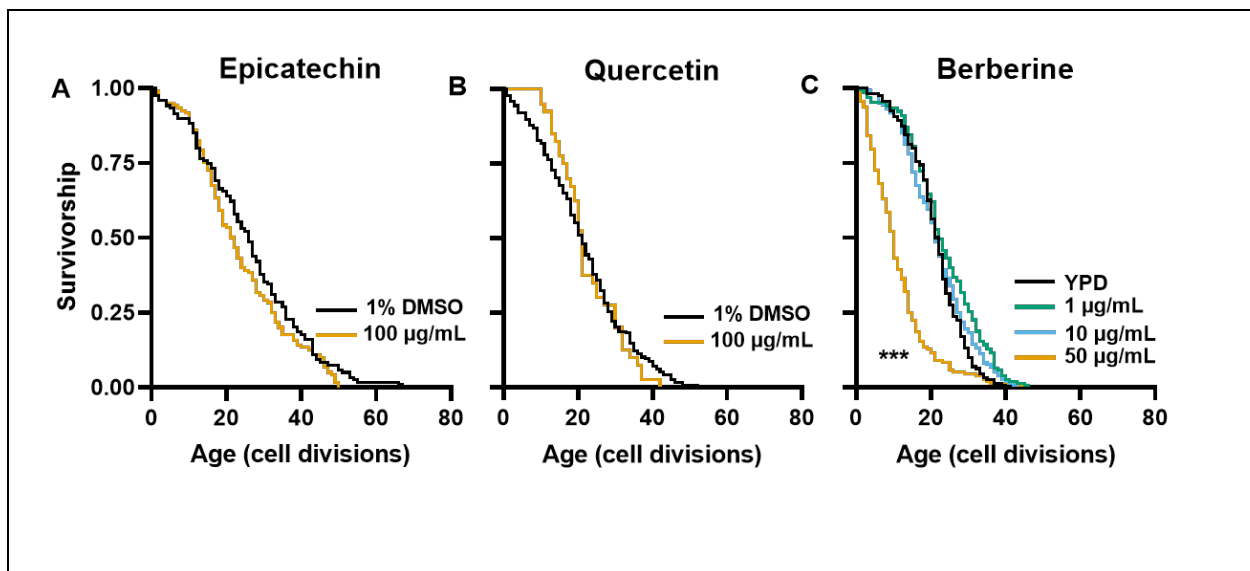 A
Epicatechin
1.00
0.75
0.50
0.25
0.00
Survivorship
0
20
40
60
80
Age (cell divisions)
1% DMSO
100 µg/mL
B
Quercetin
0
20
40
60
80
Age (cell divisions)
1% DMSO
100 µg/mL
C
Berberine
0
20
40
60
80
Age (cell divisions)
YPD
1 µg/mL
10 µg/mL
50 µg/mL
***